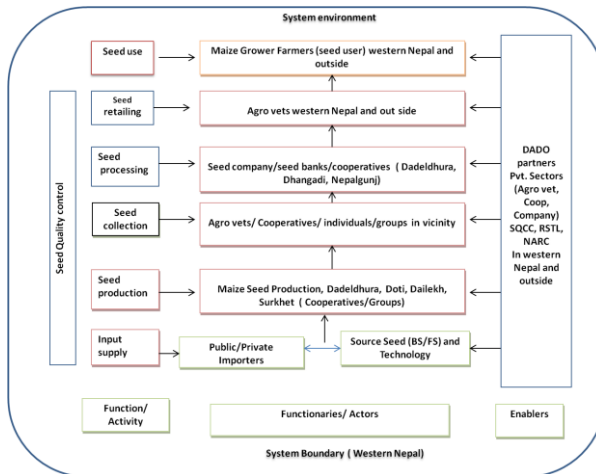 System environment
Seed use
Maize Grower Farmers (seed user) western Nepal and
outside
Seed
retailing
Agro vets western Nepal and out side
Seed
processing
Seed company/seed banks/cooperatives ( Dadeldhura,
Dhangadi, Nepalgunj)
Seed
collection
Agro vets/ Cooperatives/ individuals/groups in vicinity
Seed
production
Maize Seed Production, Dadeldhura, Doti, Dailekh,
Surkhet ( Cooperatives/Groups)
Input
supply
Public/Private
Importers
Source Seed (BS/FS) and
Technology
Seed Quality control
DADO
partners
Pvt. Sectors
(Agro vet,
Coop,
Company)
SQCC, RSTL,
NARC
In western
Nepal and
outside
Function/
Activity
Functionaries/ Actors
Enablers
System Boundary ( Western Nepal)